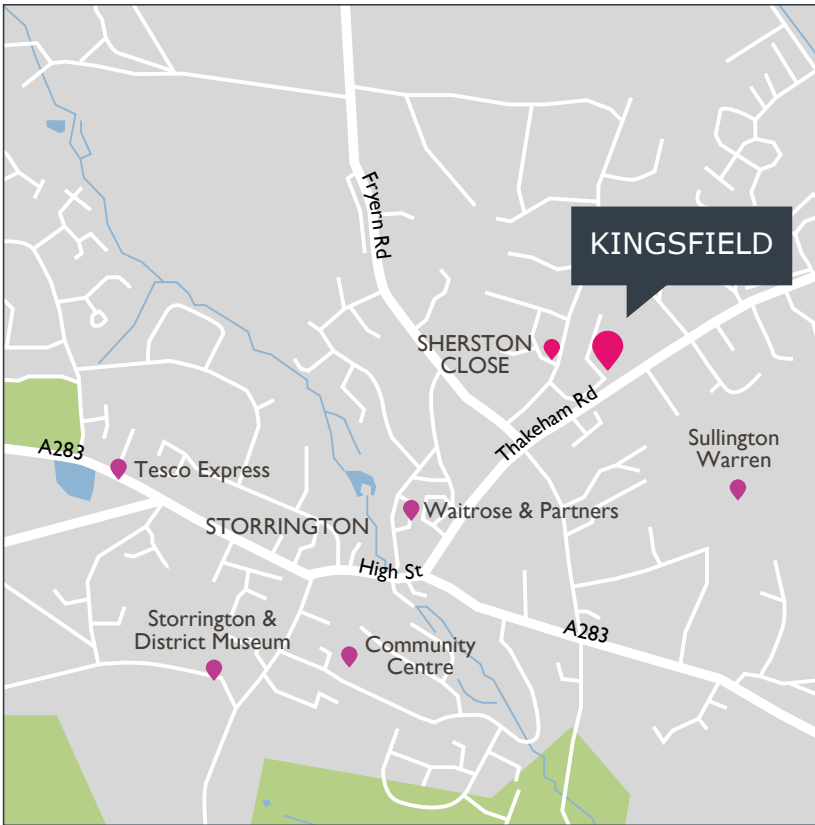 Fryern Rd
KINGSFIELD
SHERSTON
CLOSE
Thakeham Rd
Sullington
Warren
A283
Tesco Express
Waitrose & Partners
STORRINGTON
High St
Storrington &
District Museum
Community
Centre
A283